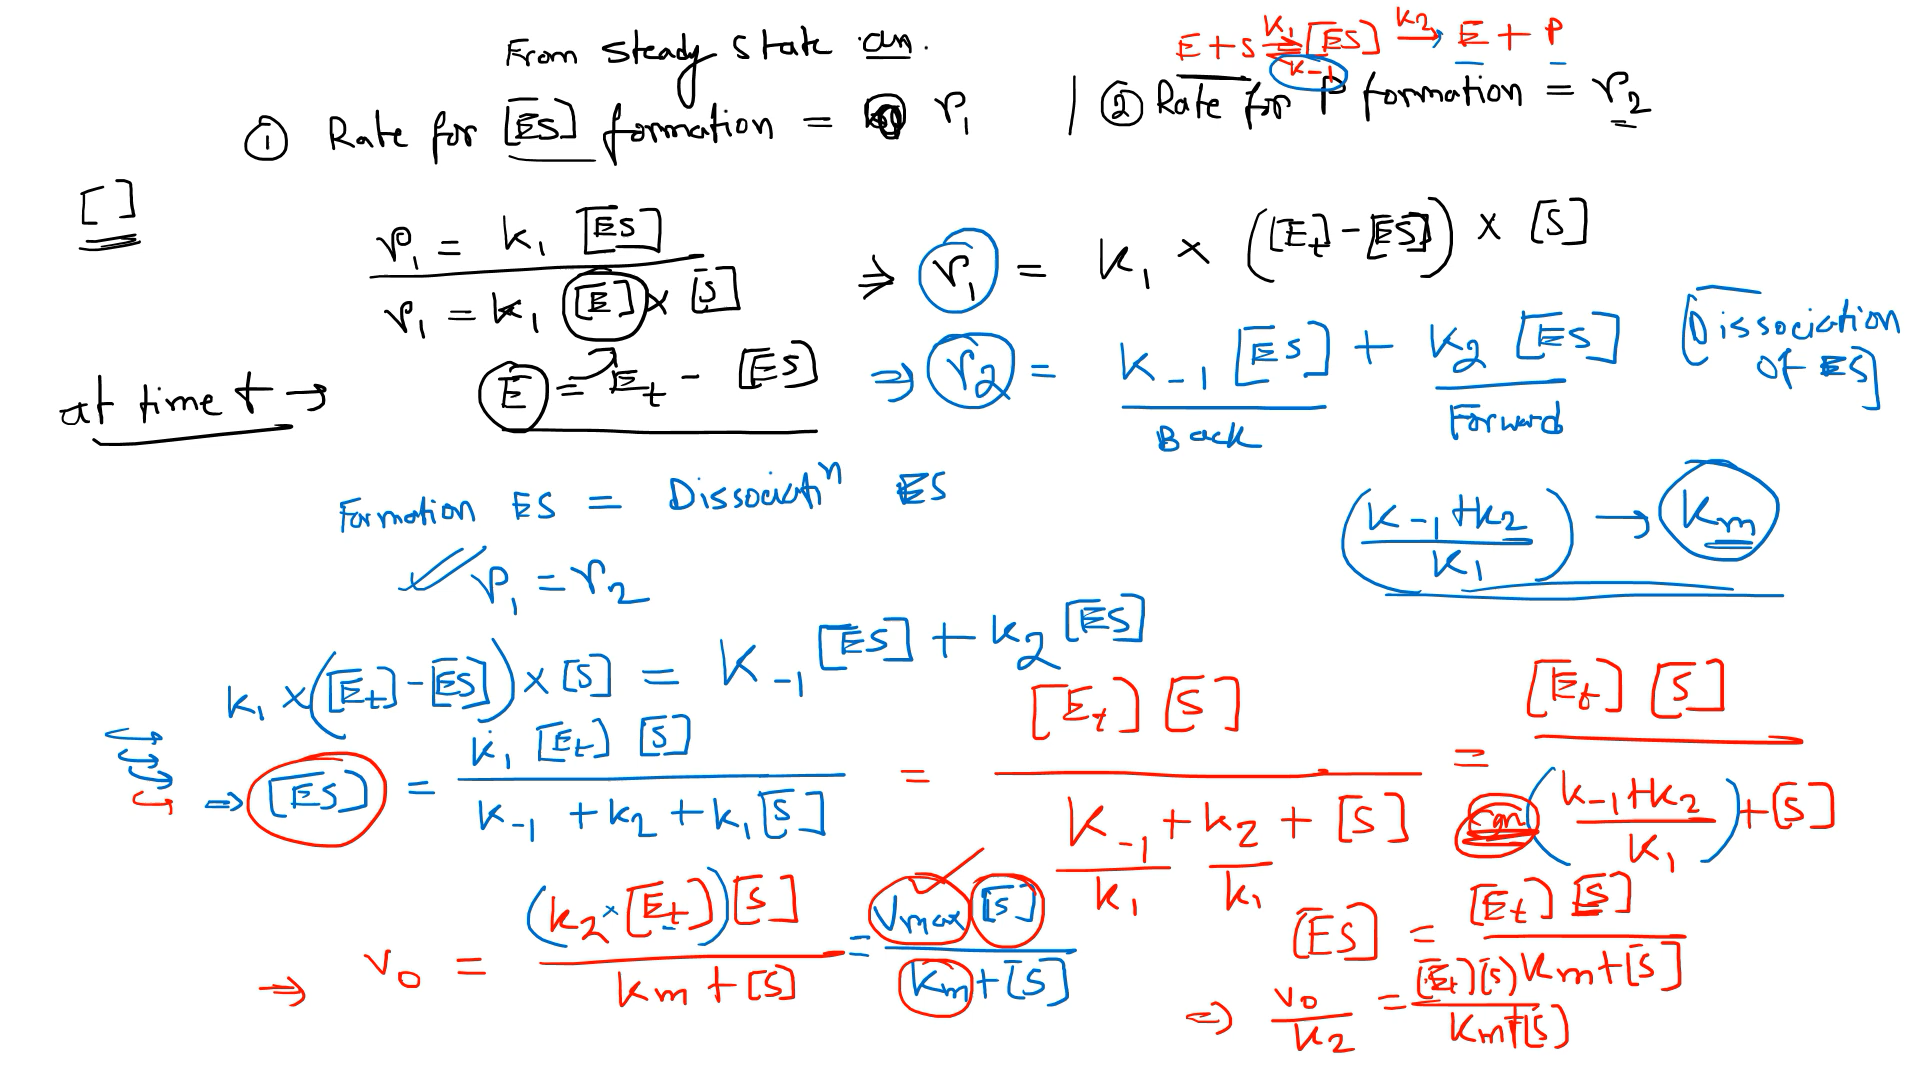 From steady state an.
E + S ⇌ [ES] → E + P
K1 K-1 K2
① Rate for [ES] formation = r1 | ② Rate for P formation = r2
[ ]
r1 = K1 [ES]
r1 = K1 [E] x [S] ⇒ r1 = K1 x ([Et] - [ES]) x [S]
at time t → E = Et - [ES] ⇒ r2 = K-1 [ES] + K2 [ES] [Dissociation of ES]
Back Forward
Formation ES = Dissociatⁿ ES
(K-1 + K2 / K1) → Km
r1 = r2
K1 x ([Et] - [ES]) x [S] = K-1 [ES] + K2 [ES]
⇒ [ES] = K1 [Et] [S] / K-1 + K2 + K1 [S] = [Et] [S] / K-1/K1 + K2/K1 + [S] = [Et] [S] / (K-1 + K2 / K1) + [S]
[ES] = [Et] [S] / Km + [S]
⇒ v0 = (K2 x [Et]) [S] / Km + [S] = Vmax [S] / Km + [S]
⇒ v0 / K2 = [Et] [S] / Km + [S]